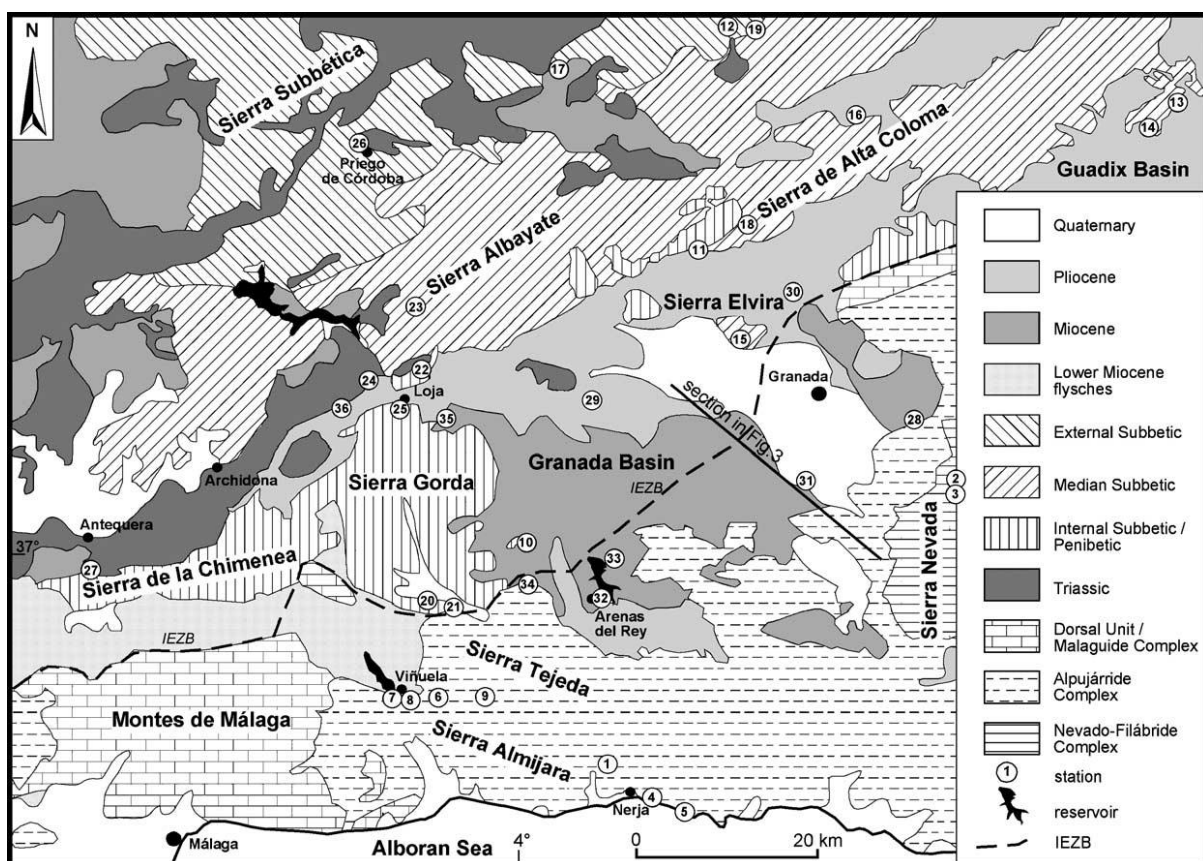 N
12
19
17
Sierra Subbética
13
16
14
26
Priego
de Córdoba
Sierra de Alta Coloma
Guadix Basin
18
11
Sierra Albayate
23
Sierra Elvira
30
15
22
24
Loja
Granada
36
25
35
29
28
section in Fig.3
Granada Basin
Archidona
Sierra Gorda
IEZB
31
2
3
Antequera
37°
10
33
27
Sierra de la Chimenea
34
20
21
32
Arenas
del Rey
Sierra Nevada
IEZB
Sierra Tejeda
Viñuela
7
8
6
9
Montes de Málaga
Sierra Almijara
1
Nerja
4
5
Málaga
Alboran Sea
4°
0
20 km
Quaternary
Pliocene
Miocene
Lower Miocene
flysches
External Subbetic
Median Subbetic
Internal Subbetic /
Penibetic
Triassic
Dorsal Unit /
Malaguide Complex
Alpujárride
Complex
Nevado-Filábride
Complex
1
station
reservoir
IEZB